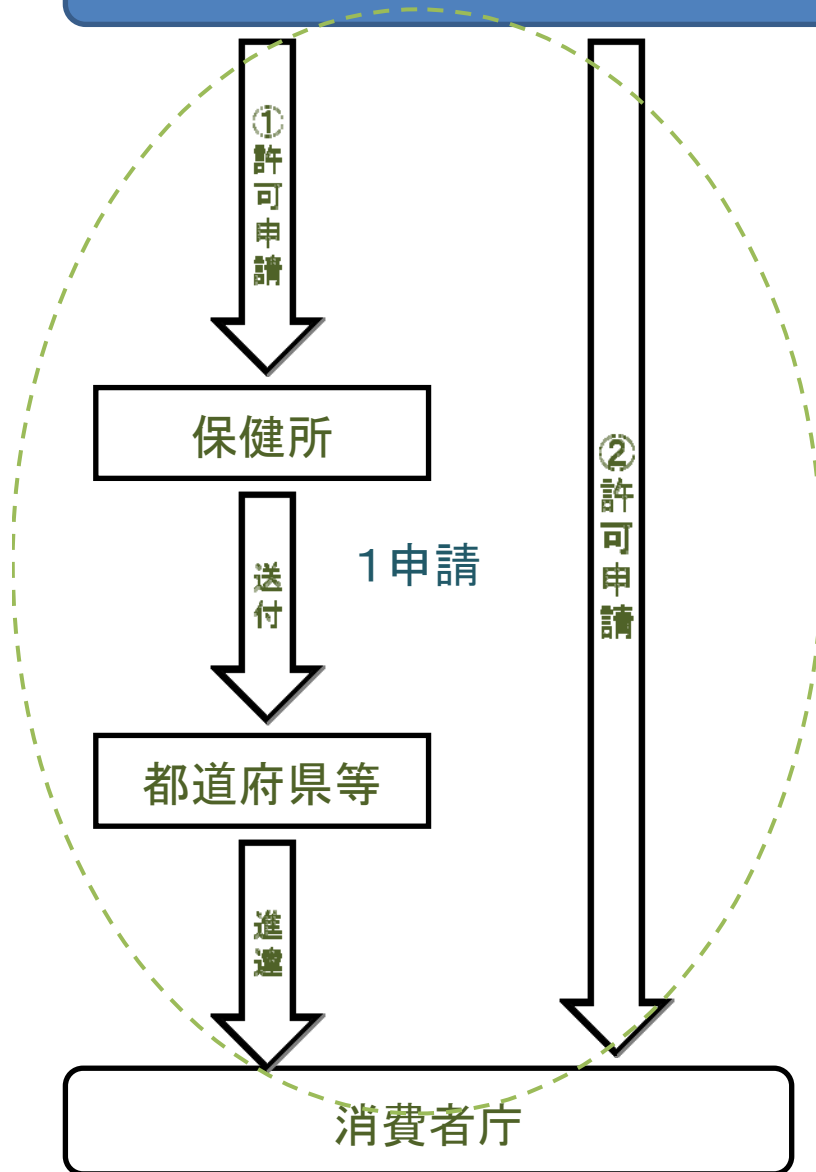 ①許可申請
保健所
送付
1申請
②許可申請
都道府県等
進達
消費者庁